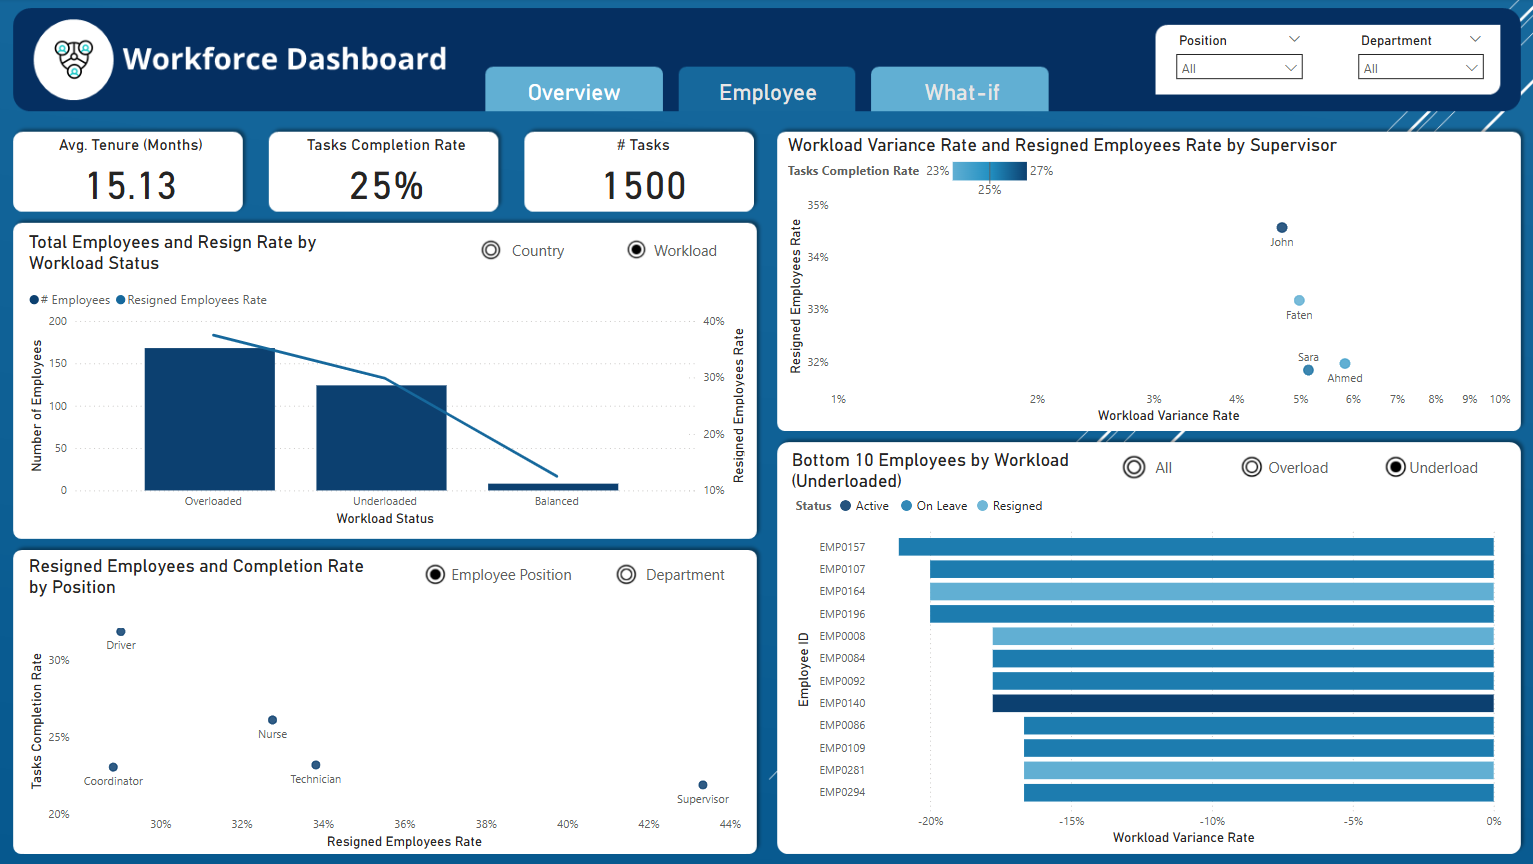 Workforce Dashboard
Overview
Employee
What-if
Position
All
Department
All
Avg. Tenure (Months)
15.13
Tasks Completion Rate
25%
# Tasks
1500
Total Employees and Resign Rate by
Workload Status
Country
Workload
# Employees
Resigned Employees Rate
200
150
100
50
0
Number of Employees
40%
30%
20%
10%
Resigned Employees Rate
Overloaded
Underloaded
Balanced
Workload Status
Resigned Employees and Completion Rate
by Position
Employee Position
Department
Tasks Completion Rate
30%
25%
20%
Driver
Nurse
Coordinator
Technician
Supervisor
30%
32%
34%
36%
38%
40%
42%
44%
Resigned Employees Rate
Workload Variance Rate and Resigned Employees Rate by Supervisor
Tasks Completion Rate
23%
27%
25%
Resigned Employees Rate
35%
34%
33%
32%
John
Faten
Sara
Ahmed
1%
2%
3%
4%
5%
6%
7%
8%
9%
10%
Workload Variance Rate
Bottom 10 Employees by Workload
(Underloaded)
All
Overload
Underload
Status
Active
On Leave
Resigned
Employee ID
EMP0157
EMP0107
EMP0164
EMP0196
EMP0008
EMP0084
EMP0092
EMP0140
EMP0086
EMP0109
EMP0281
EMP0294
-20%
-15%
-10%
-5%
0%
Workload Variance Rate